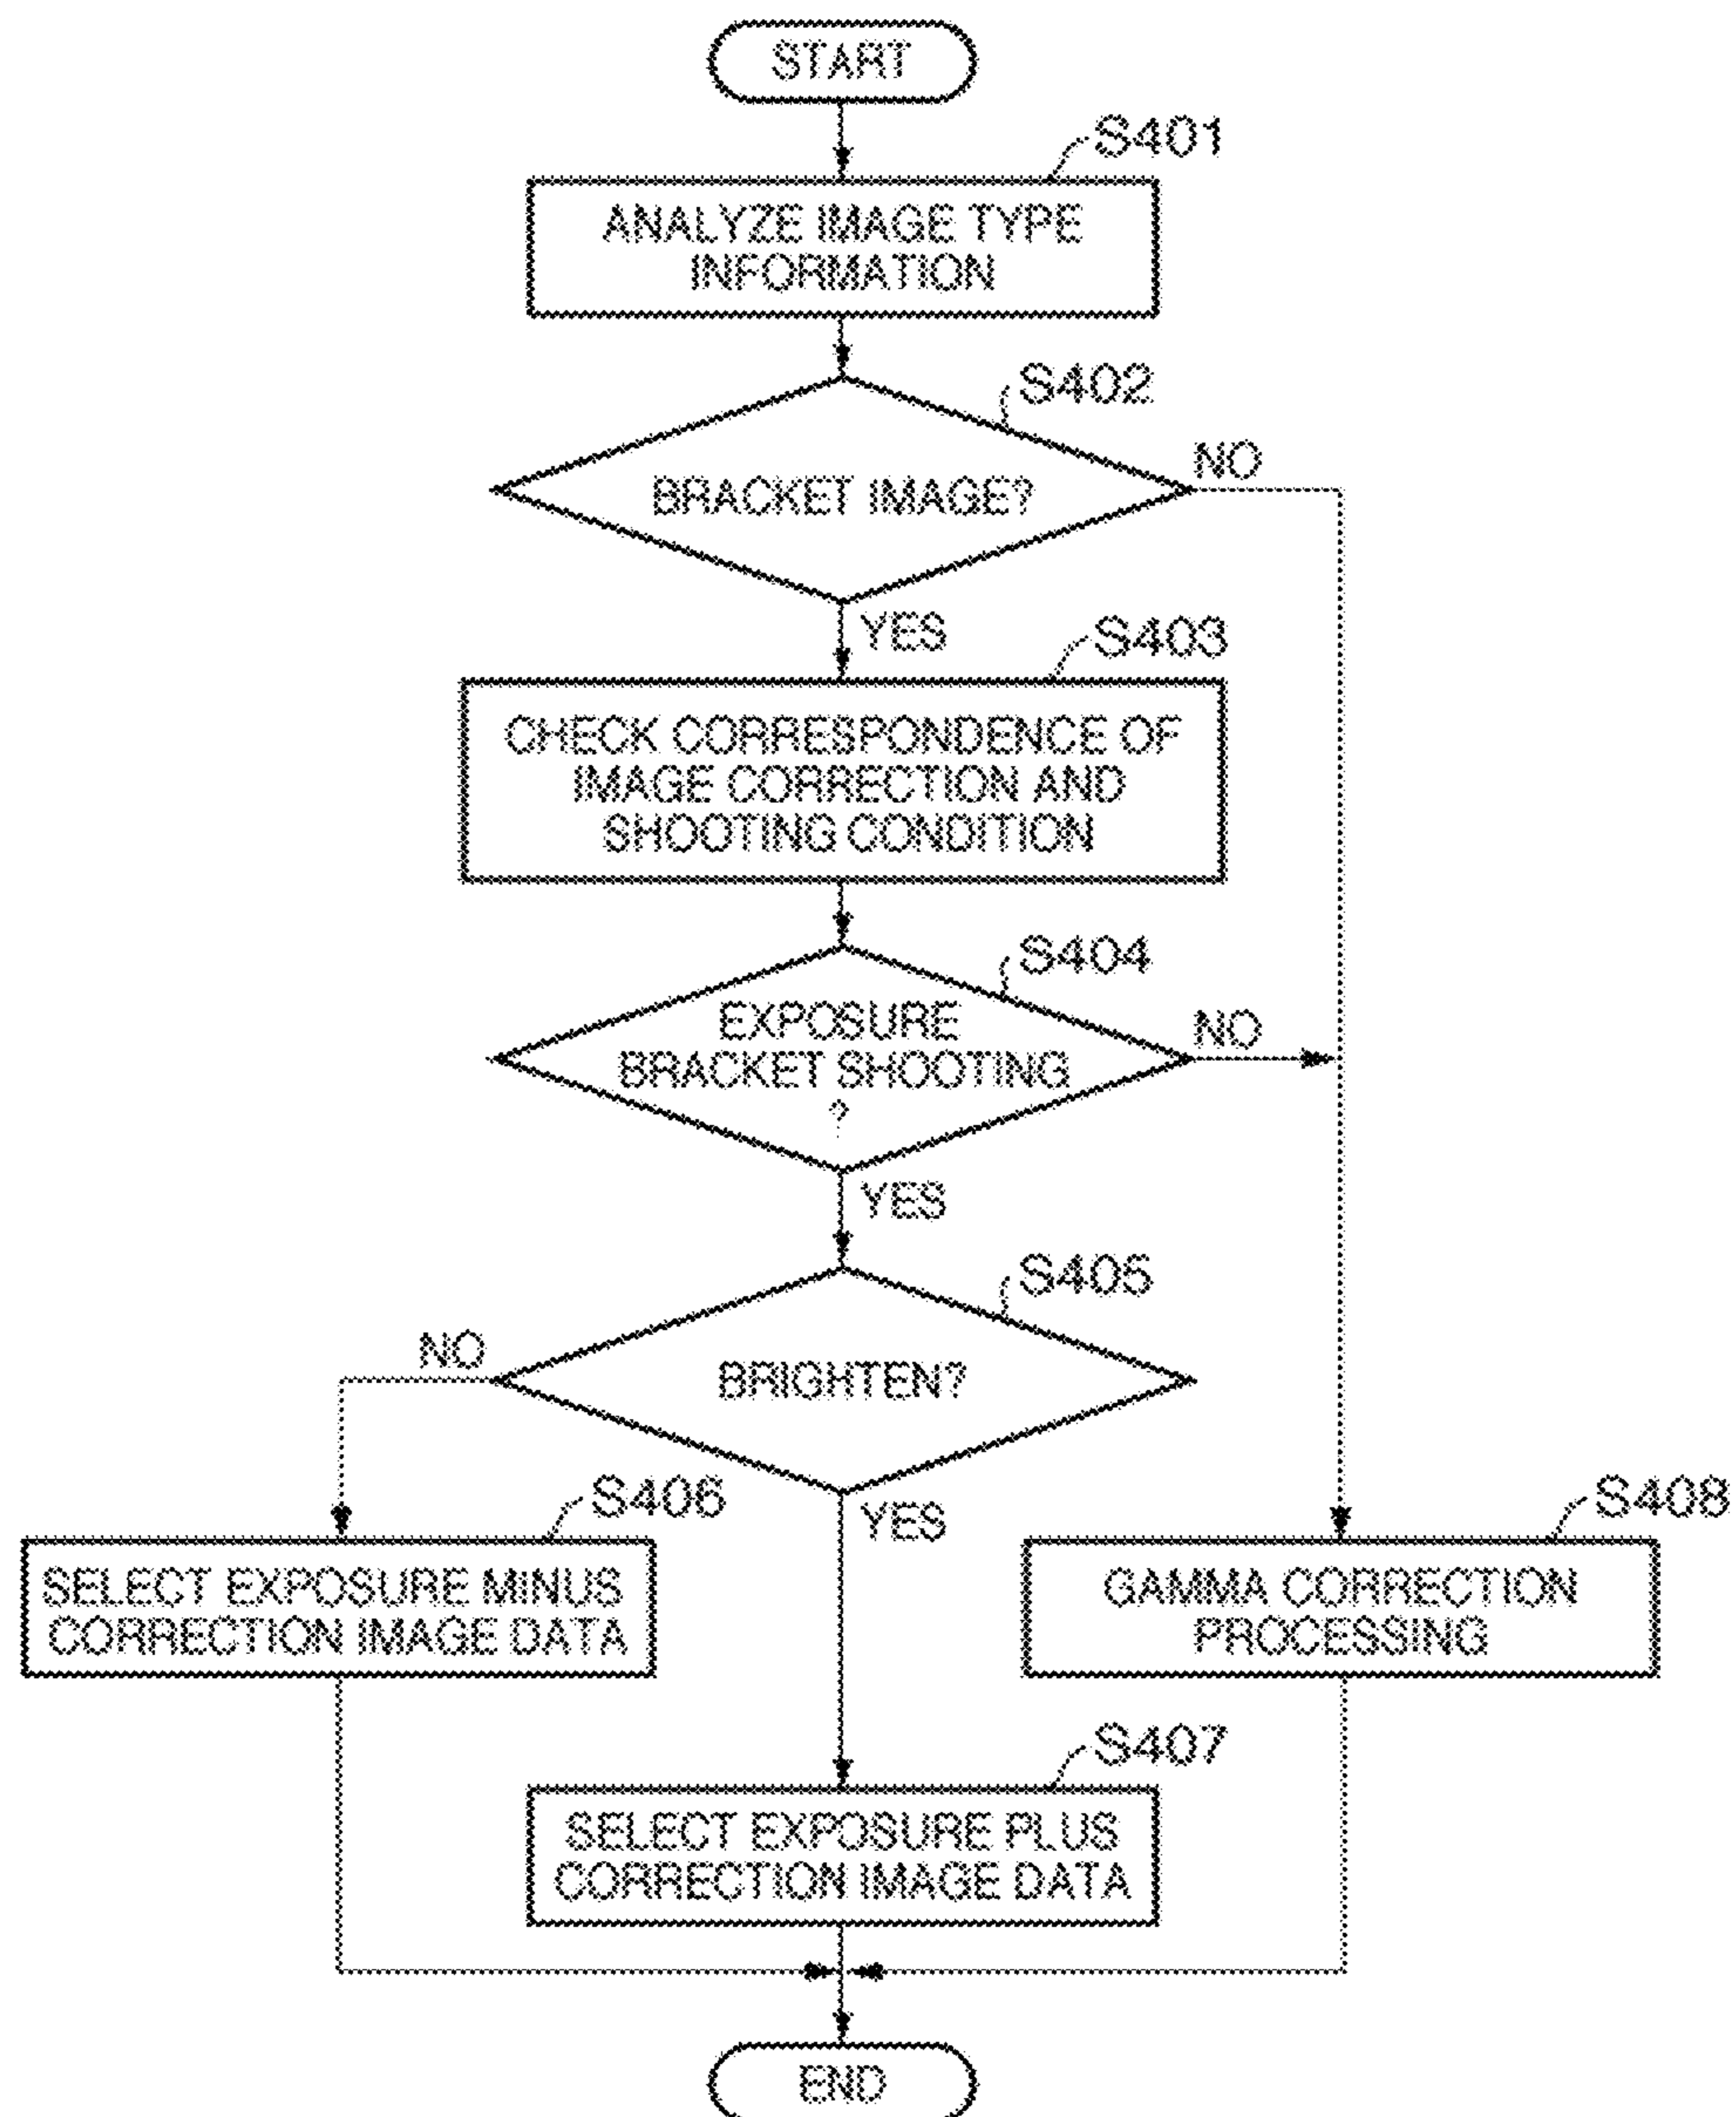 START
S401
ANALYZE IMAGE TYPE
INFORMATION
S402
BRACKET IMAGE?
NO
YES
S403
CHECK CORRESPONDENCE OF
IMAGE CORRECTION AND
SHOOTING CONDITION
S404
EXPOSURE
BRACKET SHOOTING
?
NO
YES
S405
BRIGHTEN?
NO
YES
S406
SELECT EXPOSURE MINUS
CORRECTION IMAGE DATA
S408
GAMMA CORRECTION
PROCESSING
S407
SELECT EXPOSURE PLUS
CORRECTION IMAGE DATA
END